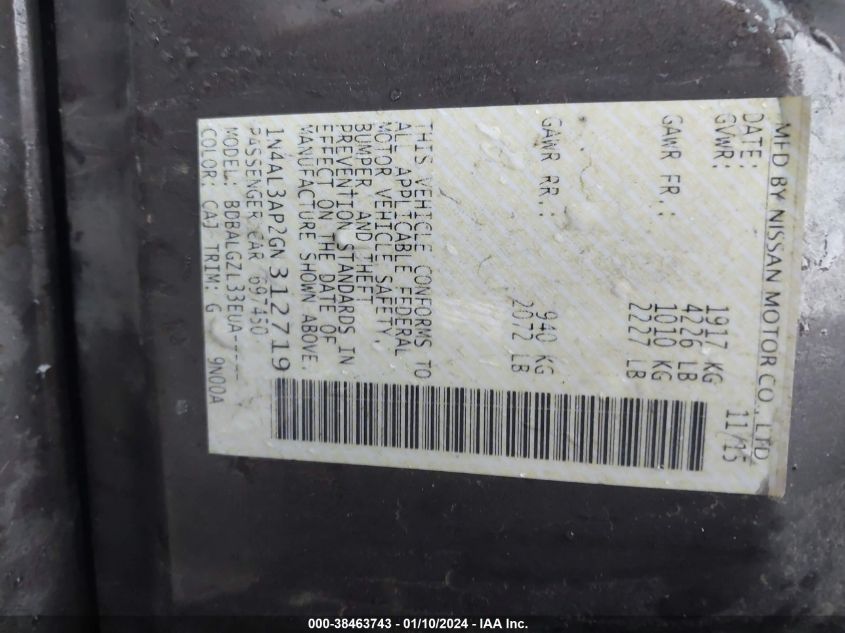 MFD BY NISSAN MOTOR CO., LTD
DATE: 11/15
GVWR: 1917 KG
4226 LB
GAWR FR.: 1010 KG
2227 LB
GAWR RR.: 940 KG
2072 LB
THIS VEHICLE CONFORMS TO
ALL APPLICABLE FEDERAL
MOTOR VEHICLE SAFETY,
BUMPER AND THEFT
PREVENTION STANDARDS IN
EFFECT ON THE DATE OF
MANUFACTURE SHOWN ABOVE.
1N4AL3AP2GN312719
PASSENGER CAR 697450
MODEL: BDBALGZL33EUA-----
COLOR: CAJ TRIM: G 9N00A
000-38463743 - 01/10/2024 - IAA Inc.